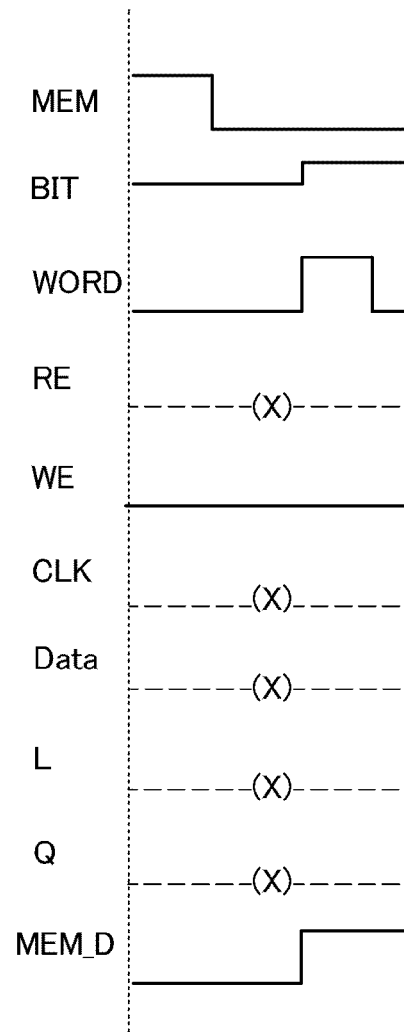 MEM
BIT
WORD
RE
(X)
WE
CLK
(X)
Data
(X)
L
(X)
Q
(X)
MEM_D